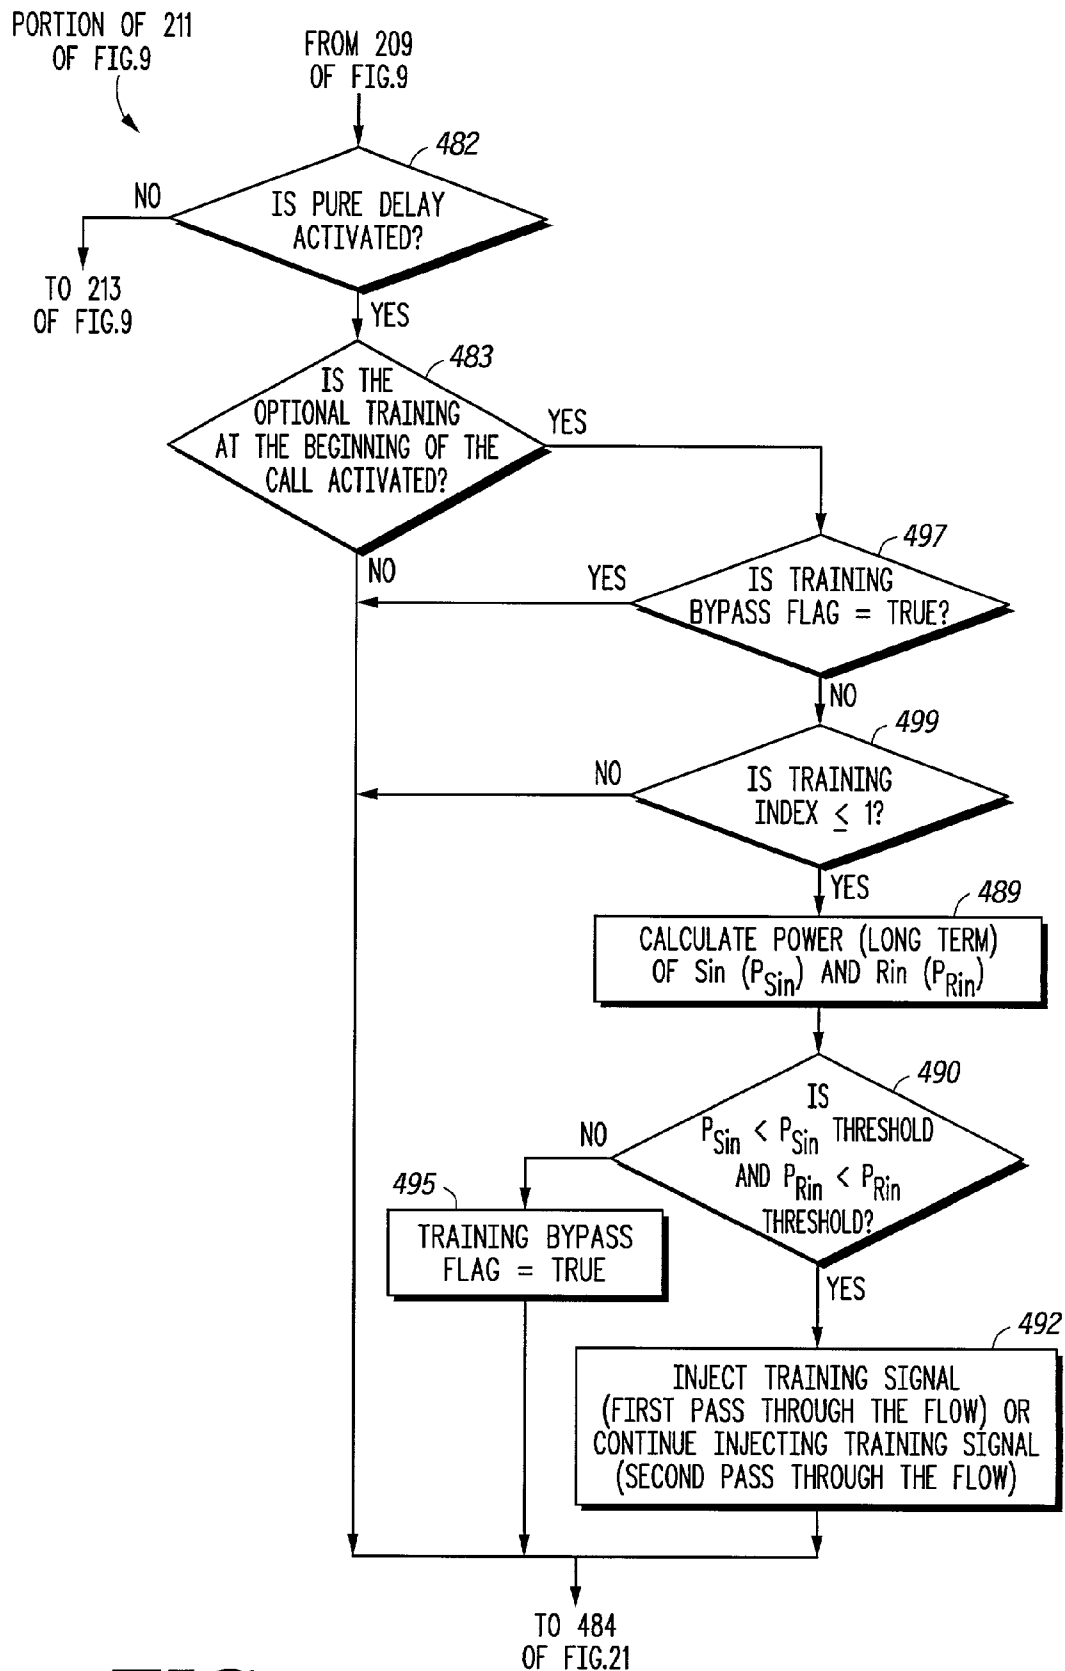 PORTION OF 211
OF FIG.9
FROM 209
OF FIG.9
482
IS PURE DELAY
ACTIVATED?
NO
TO 213
OF FIG.9
YES
483
IS THE
OPTIONAL TRAINING
AT THE BEGINNING OF THE
CALL ACTIVATED?
YES
NO
497
IS TRAINING
BYPASS FLAG = TRUE?
YES
NO
499
IS TRAINING
INDEX ≤ 1?
NO
YES
489
CALCULATE POWER (LONG TERM)
OF Sin (PSin) AND Rin (PRin)
490
IS
PSin < PSin THRESHOLD
AND PRin < PRin
THRESHOLD?
NO
495
TRAINING BYPASS
FLAG = TRUE
YES
492
INJECT TRAINING SIGNAL
(FIRST PASS THROUGH THE FLOW) OR
CONTINUE INJECTING TRAINING SIGNAL
(SECOND PASS THROUGH THE FLOW)
TO 484
OF FIG.21